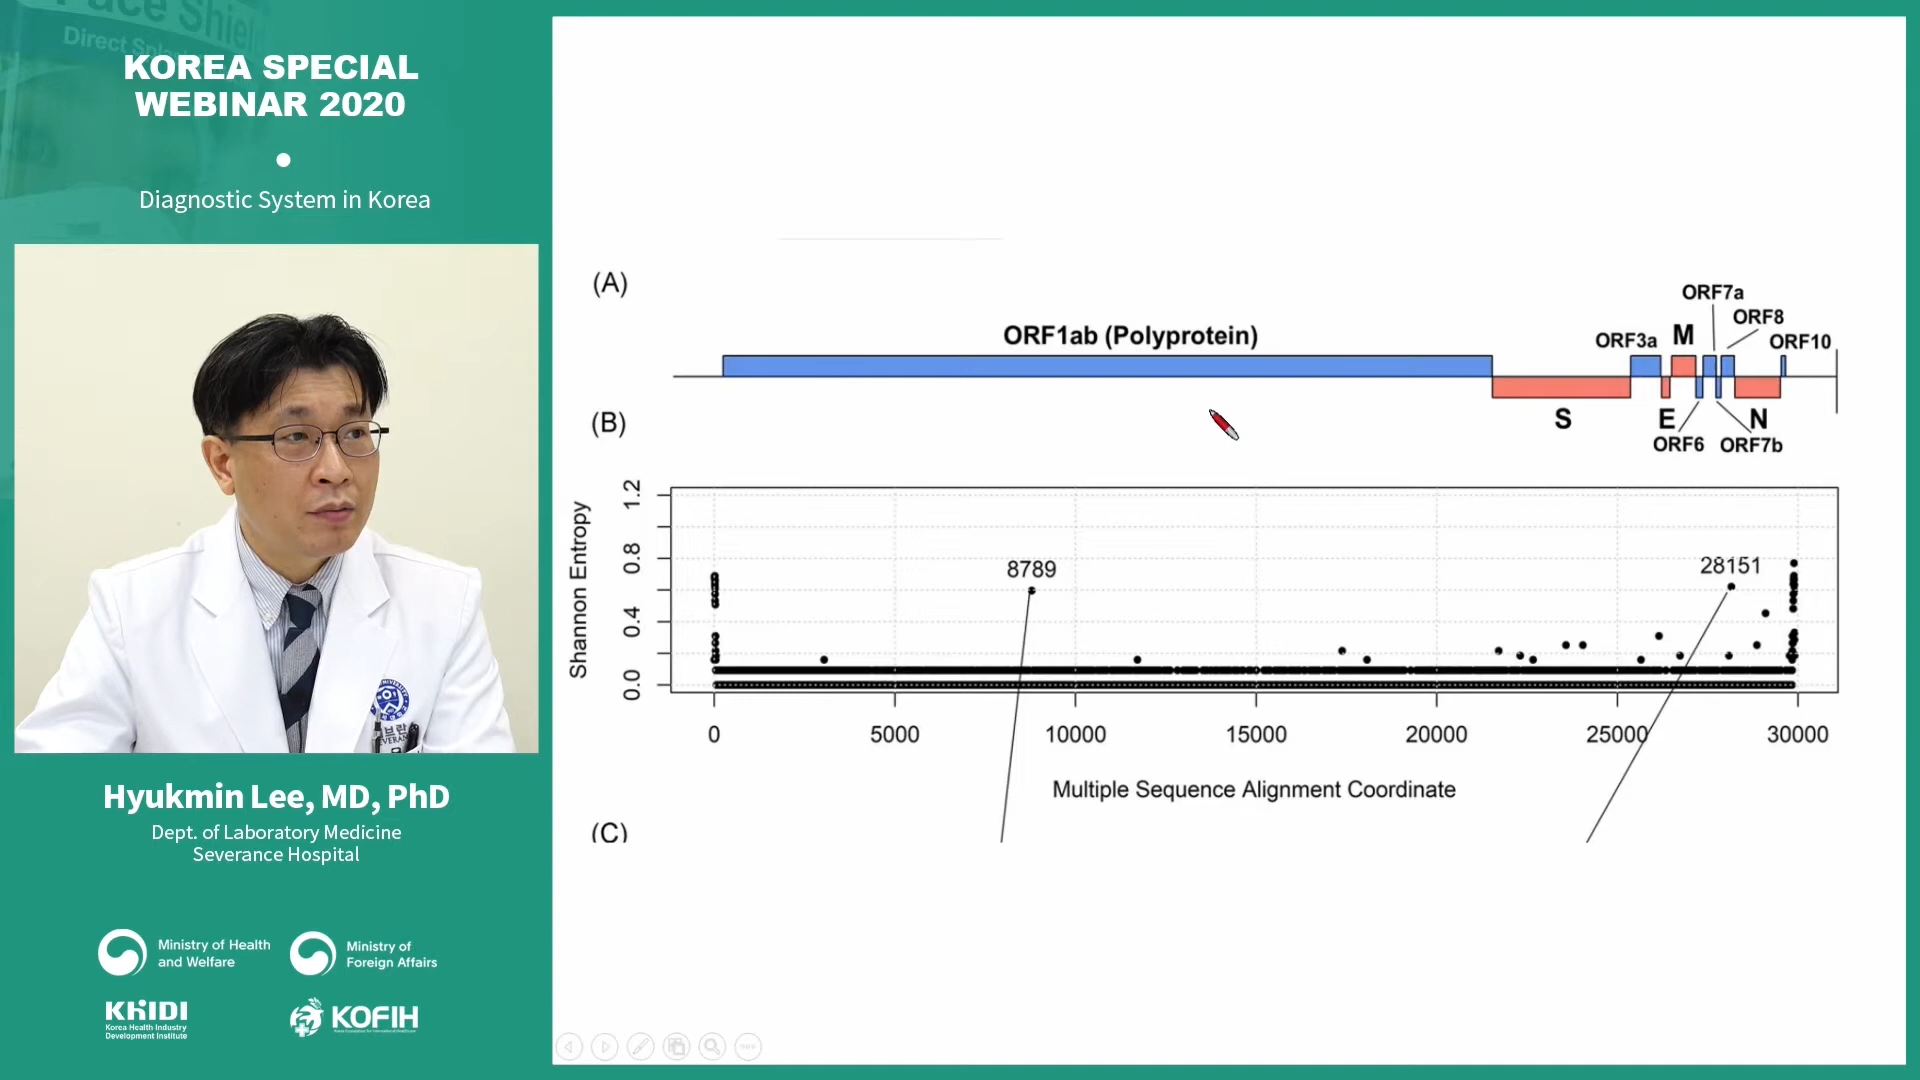 Face Shield
Direct
KOREA SPECIAL
WEBINAR 2020
Diagnostic System in Korea
Hyukmin Lee, MD, PhD
Dept. of Laboratory Medicine
Severance Hospital
Ministry of Health
and Welfare
Ministry of
Foreign Affairs
KHIDI
Korea Health Industry
Development Institute
KOFIH
(A)
ORF1ab (Polyprotein)
ORF7a
ORF8
ORF3a
M
ORF10
S
E
N
ORF6
ORF7b
(B)
Shannon Entropy
1.2
0.8
0.4
0.0
8789
28151
0
5000
10000
15000
20000
25000
30000
Multiple Sequence Alignment Coordinate
(C)